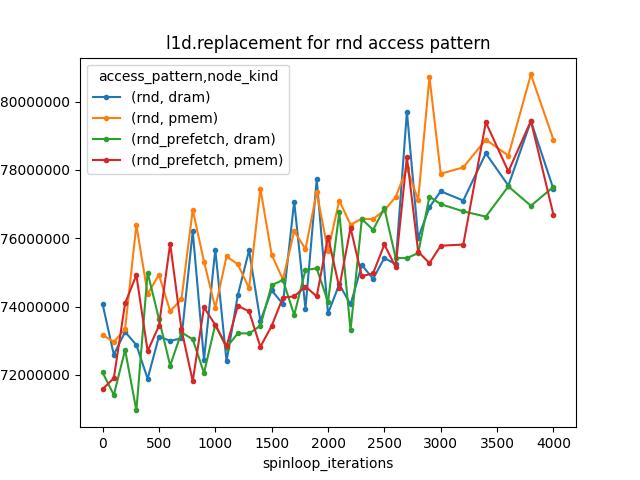 l1d.replacement for rnd access pattern
access_pattern,node_kind
(rnd, dram)
(rnd, pmem)
(rnd_prefetch, dram)
(rnd_prefetch, pmem)
80000000
78000000
76000000
74000000
72000000
0 500 1000 1500 2000 2500 3000 3500 4000
spinloop_iterations